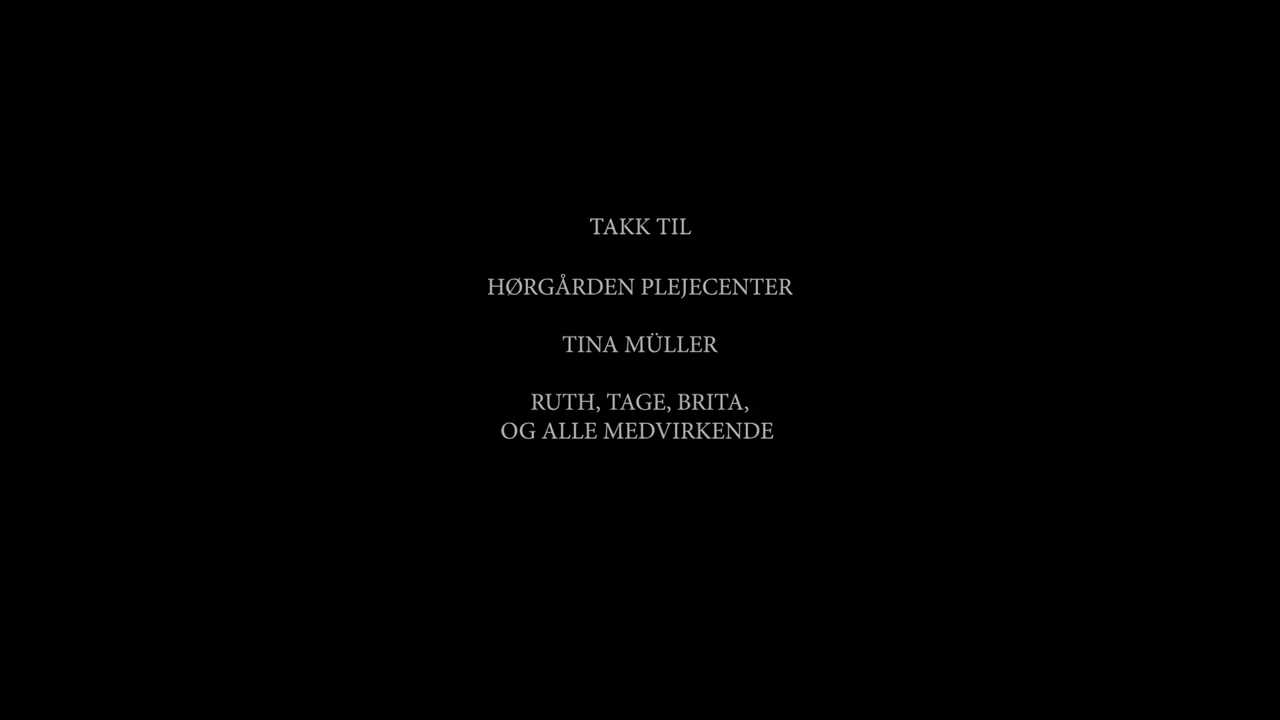 TAKK TIL
HØRGÅRDEN PLEJECENTER
TINA MÜLLER
RUTH, TAGE, BRITA,
OG ALLE MEDVIRKENDE